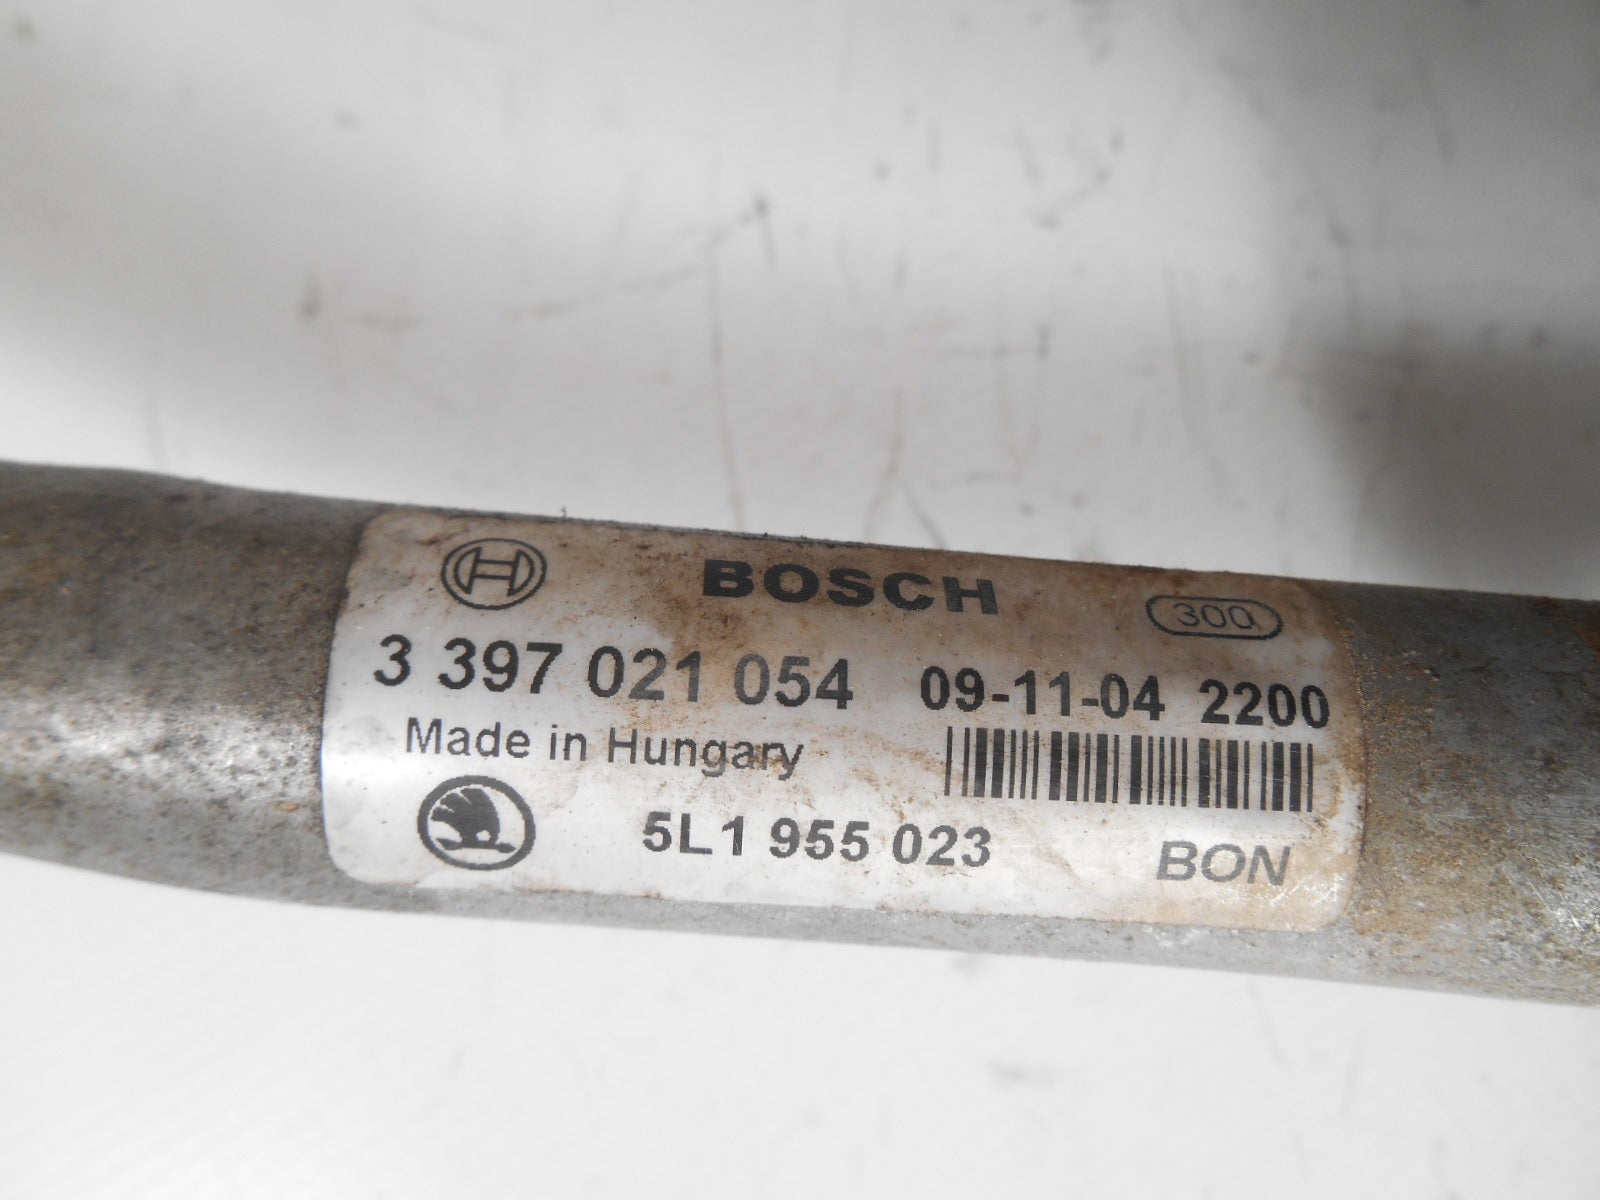 BOSCH
300
3 397 021 054 09-11-04 2200
Made in Hungary
5L1 955 023 BON